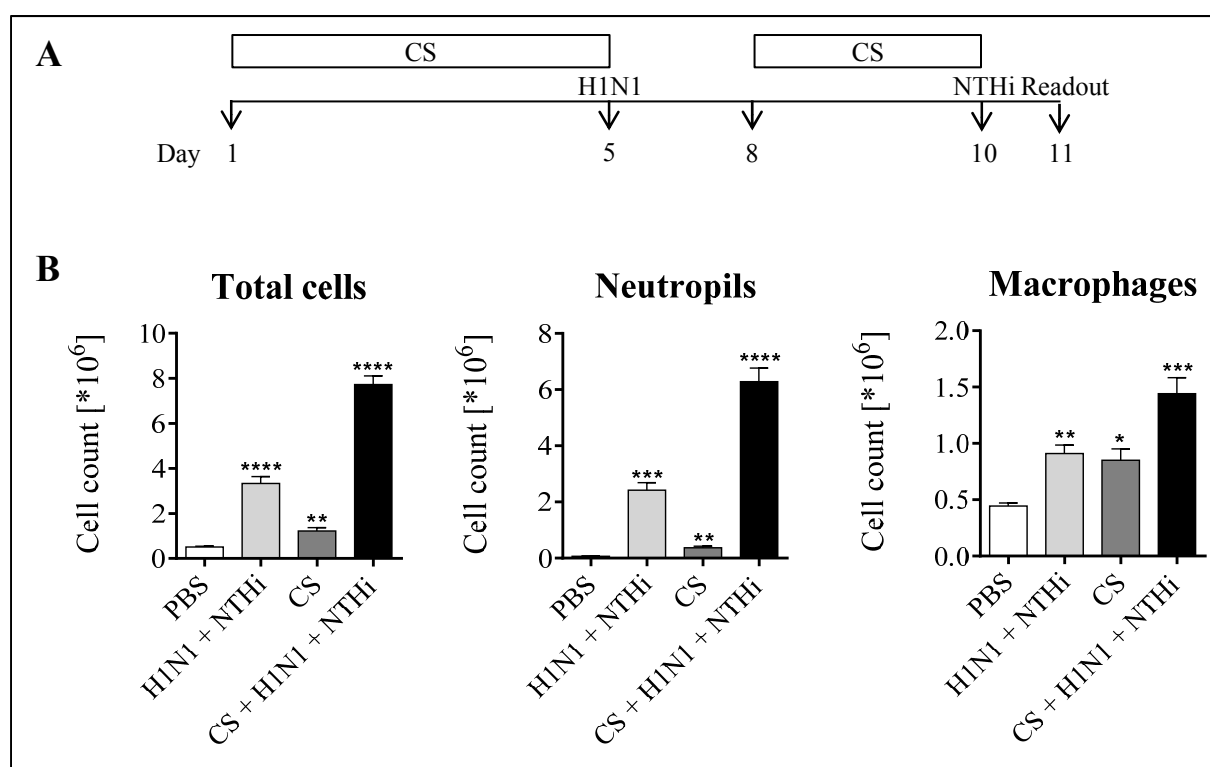 A
CS CS
H1N1 NTHi Readout
Day 1 5 8 10 11
B
Total cells
Cell count [*10^6]
10
8
6
4
2
0
****
**
****
PBS
H1N1 + NTHi
CS
CS + H1N1 + NTHi
Neutropils
Cell count [*10^6]
8
6
4
2
0
***
**
****
PBS
H1N1 + NTHi
CS
CS + H1N1 + NTHi
Macrophages
Cell count [*10^6]
2.0
1.5
1.0
0.5
0.0
**
*
***
PBS
H1N1 + NTHi
CS
CS + H1N1 + NTHi